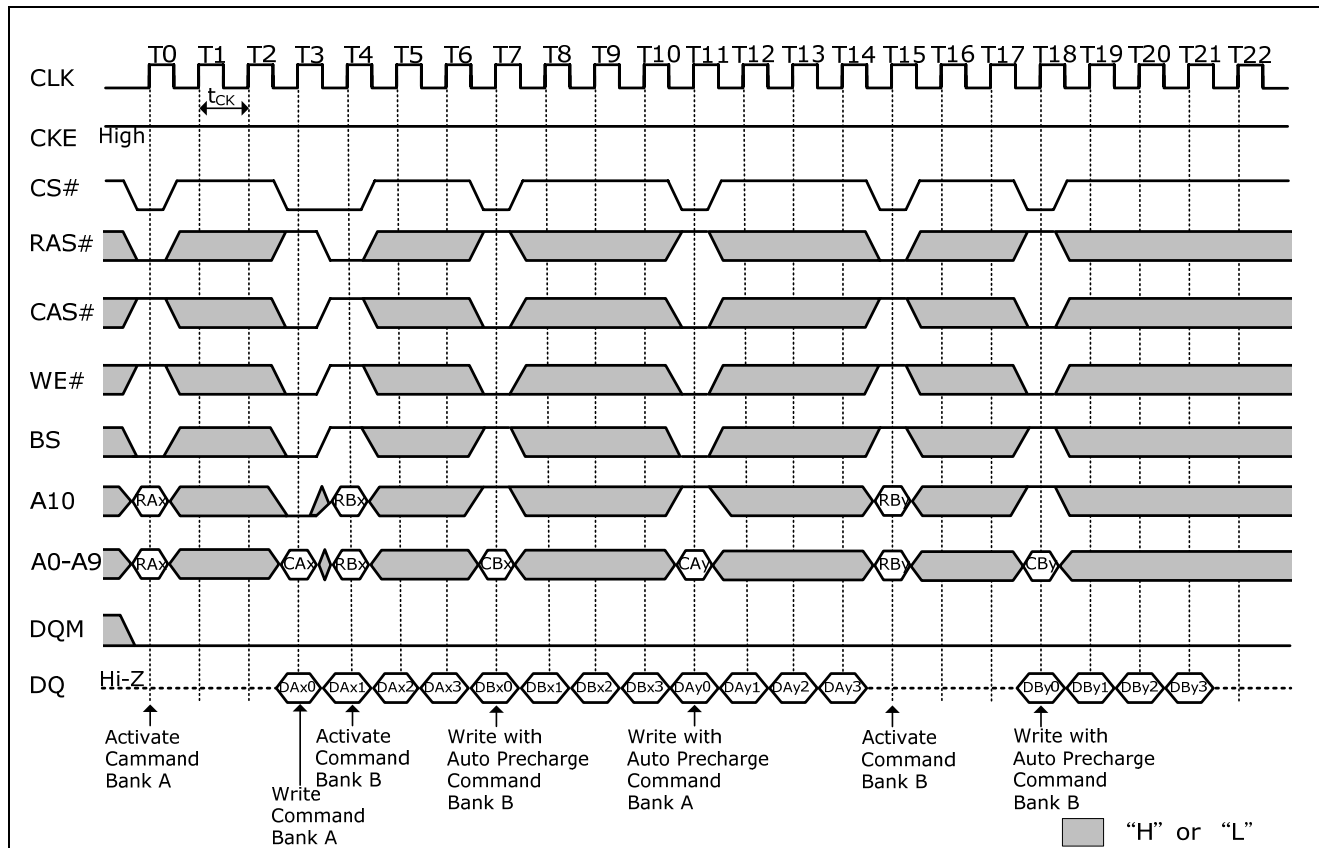 T0 T1 T2 T3 T4 T5 T6 T7 T8 T9 T10 T11 T12 T13 T14 T15 T16 T17 T18 T19 T20 T21 T22
CLK
tCK
CKE High
CS#
RAS#
CAS#
WE#
BS
A10 RAx RBx RBy
A0-A9 RAx CAx RBx CBx CAy RBy CBy
DQM
DQ Hi-Z DAx0 DAx1 DAx2 DAx3 DBx0 DBx1 DBx2 DBx3 DAy0 DAy1 DAy2 DAy3 DBy0 DBy1 DBy2 DBy3
Activate
Cammand
Bank A
Write
Command
Bank A
Activate
Command
Bank B
Write with
Auto Precharge
Command
Bank B
Write with
Auto Precharge
Command
Bank A
Activate
Command
Bank B
Write with
Auto Precharge
Command
Bank B
“H” or “L”